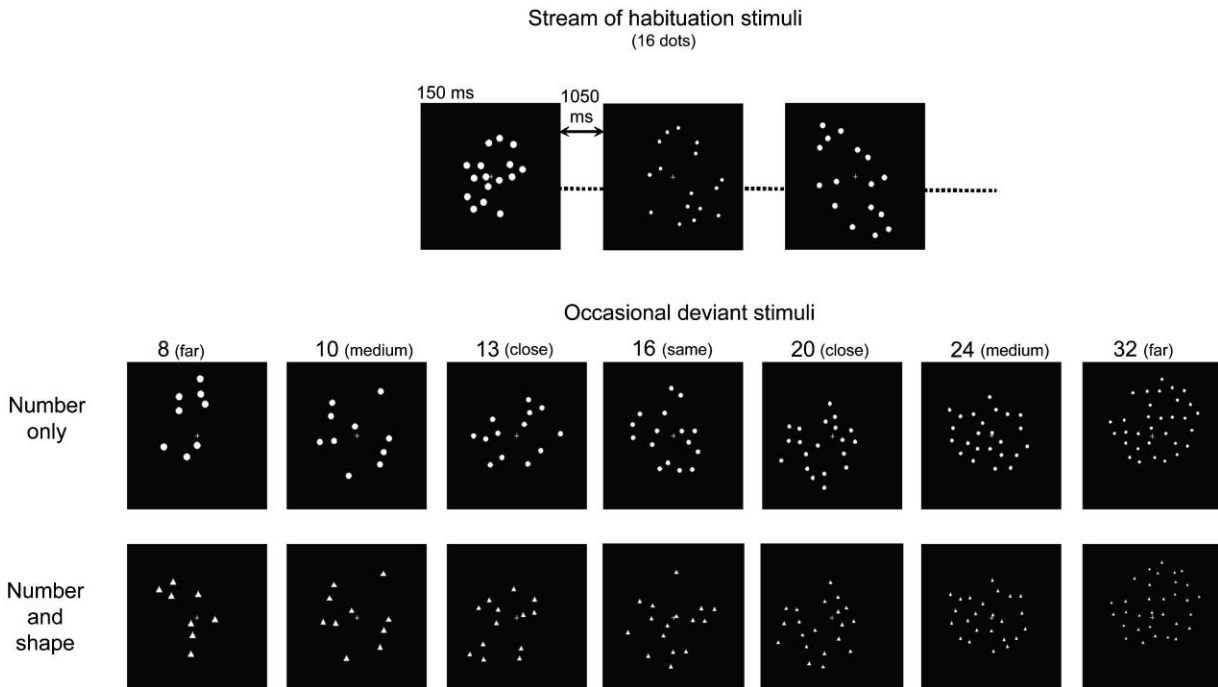 Stream of habituation stimuli
(16 dots)
150 ms
1050
ms
Occasional deviant stimuli
8 (far)
10 (medium)
13 (close)
16 (same)
20 (close)
24 (medium)
32 (far)
Number
only
Number
and
shape